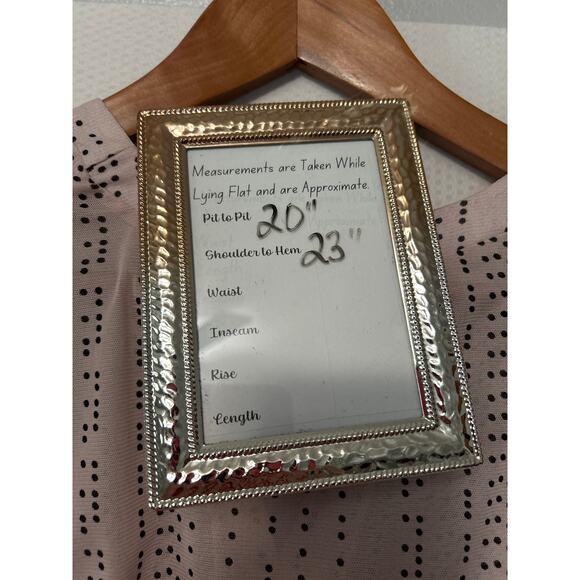 Measurements are Taken While
Lying Flat and are Approximate.
Pit to Pit 20"
Shoulder to Hem 23"
Waist
Inseam
Rise
Length